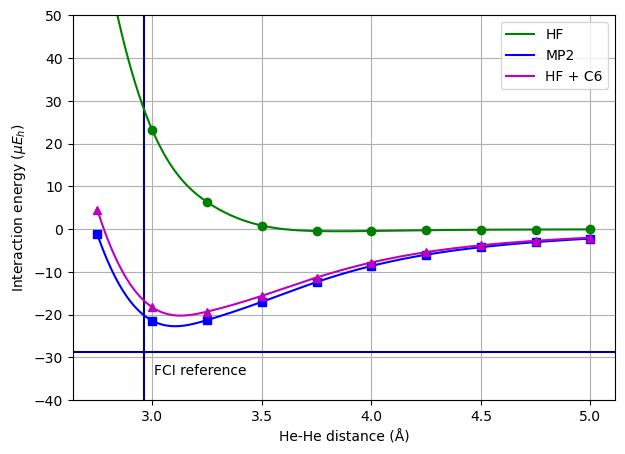 50
40
30
20
10
0
−10
−20
−30
−40
Interaction energy (μE_h)
HF
MP2
HF + C6
FCI reference
3.0 3.5 4.0 4.5 5.0
He-He distance (Å)